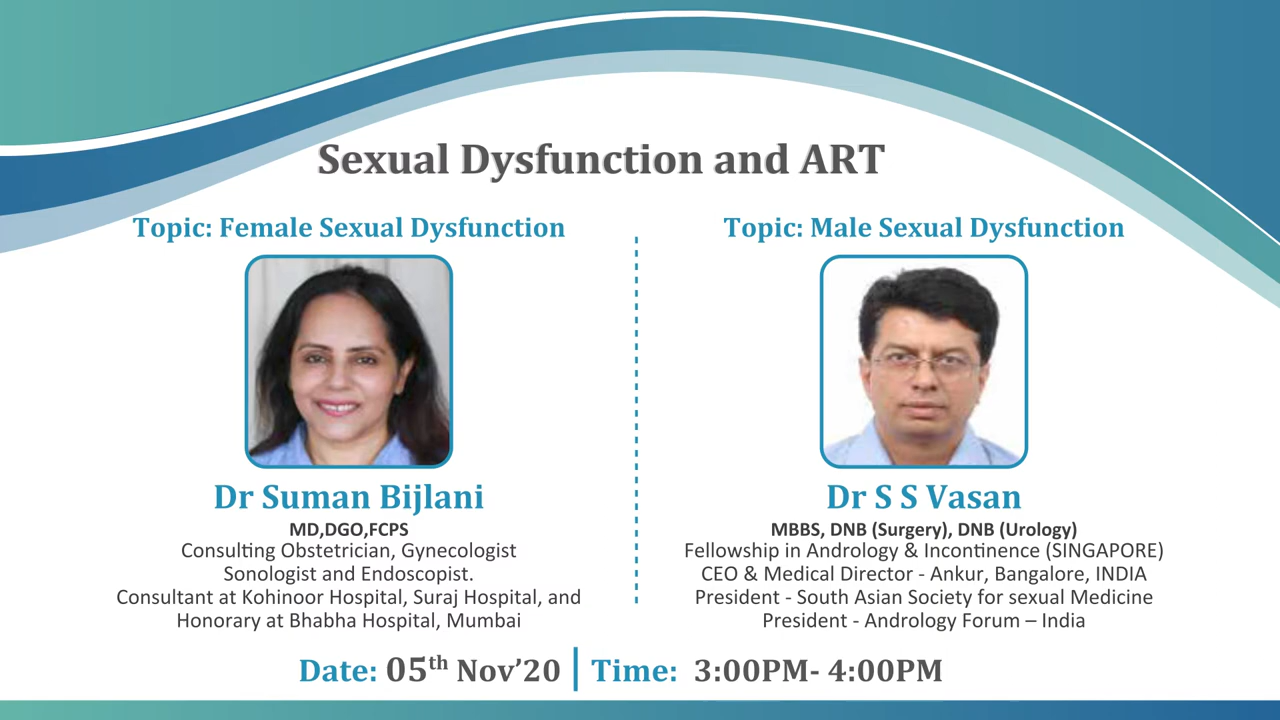 Sexual Dysfunction and ART
Topic: Female Sexual Dysfunction
Dr Suman Bijlani
MD,DGO,FCPS
Consulting Obstetrician, Gynecologist
Sonologist and Endoscopist.
Consultant at Kohinoor Hospital, Suraj Hospital, and
Honorary at Bhabha Hospital, Mumbai
Topic: Male Sexual Dysfunction
Dr S S Vasan
MBBS, DNB (Surgery), DNB (Urology)
Fellowship in Andrology & Incontinence (SINGAPORE)
CEO & Medical Director - Ankur, Bangalore, INDIA
President - South Asian Society for sexual Medicine
President - Andrology Forum – India
Date: 05th Nov’20 | Time: 3:00PM- 4:00PM